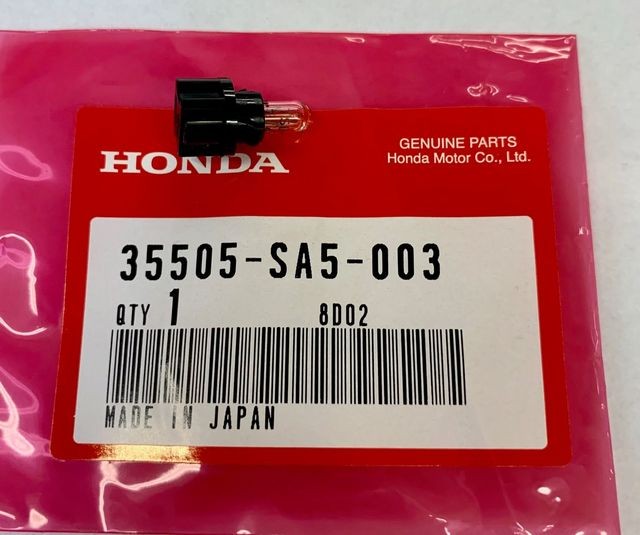 HONDA
GENUINE PARTS
Honda Motor Co., Ltd.
35505-SA5-003
QTY 1 8D02
MADE IN JAPAN